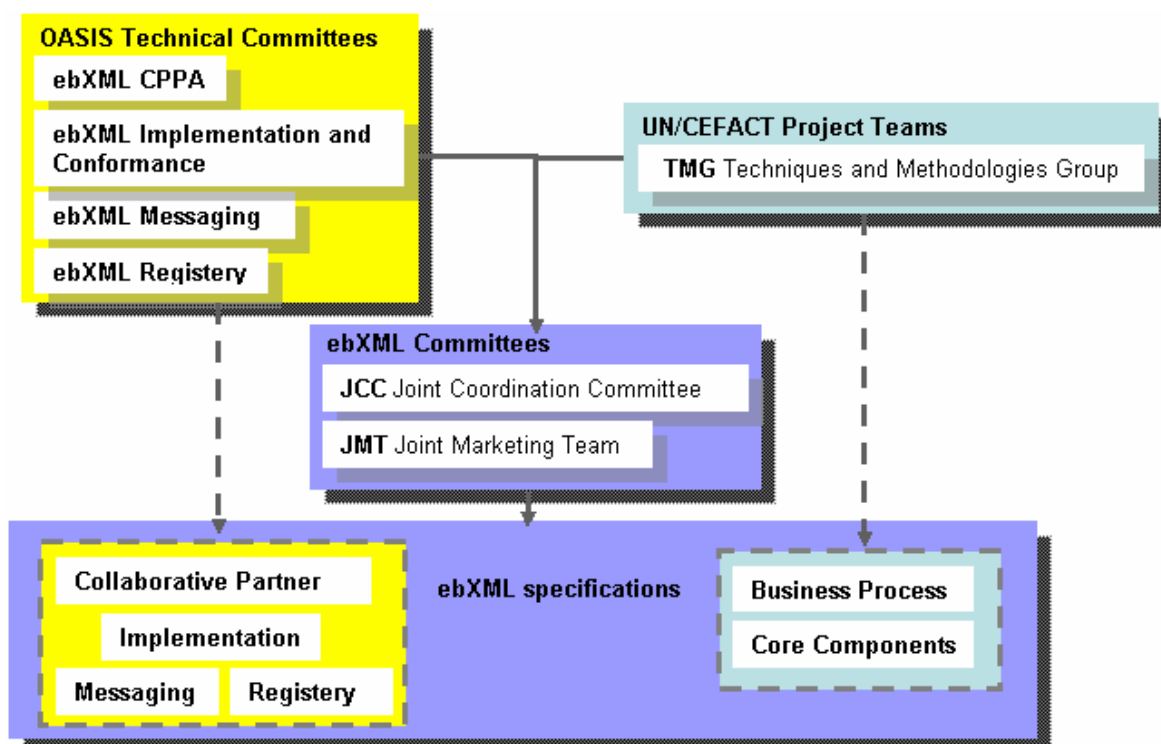 OASIS Technical Committees
ebXML CPPA
ebXML Implementation and
Conformance
ebXML Messaging
ebXML Registery
UN/CEFACT Project Teams
TMG Techniques and Methodologies Group
ebXML Committees
JCC Joint Coordination Committee
JMT Joint Marketing Team
Collaborative Partner
Implementation
Messaging
Registery
ebXML specifications
Business Process
Core Components